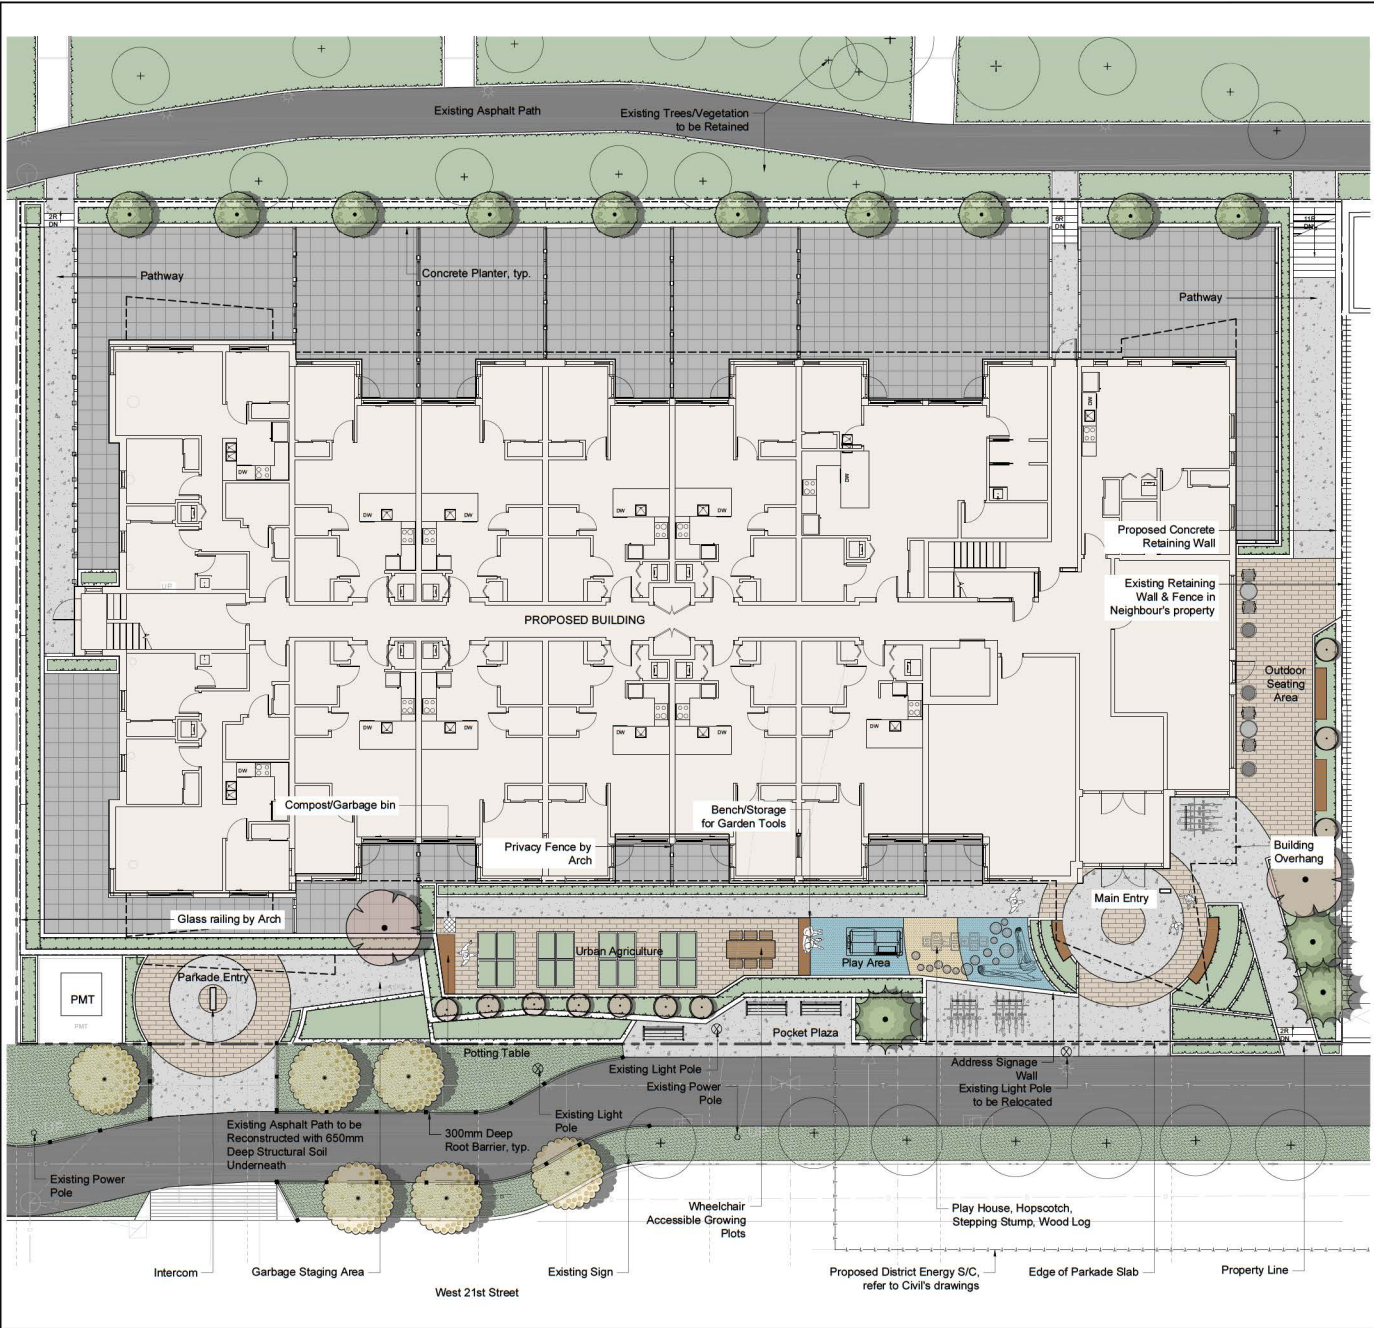 Existing Asphalt Path
Existing Trees/Vegetation
to be Retained
2R
DN
6R
DN
11R
DN
Pathway
Concrete Planter, typ.
Pathway
DW
DW
DW
DW
DW
DW
DW
Proposed Concrete
Retaining Wall
Existing Retaining
Wall & Fence in
Neighbour's property
UP
PROPOSED BUILDING
Outdoor
Seating
Area
DW
DW
DW
DW
DW
DW
Compost/Garbage bin
Bench/Storage
for Garden Tools
Privacy Fence by
Arch
Building
Overhang
Glass railing by Arch
Main Entry
Urban Agriculture
Play Area
Parkade Entry
PMT
PMT
Pocket Plaza
2R
DN
Potting Table
Existing Light Pole
Address Signage
Wall
Existing Power
Pole
Existing Light Pole
to be Relocated
Existing Light
Pole
Existing Asphalt Path to be
Reconstructed with 650mm
Deep Structural Soil
Underneath
300mm Deep
Root Barrier, typ.
Existing Power
Pole
Wheelchair
Accessible Growing
Plots
Play House, Hopscotch,
Stepping Stump, Wood Log
Intercom
Garbage Staging Area
Existing Sign
Proposed District Energy S/C,
refer to Civil's drawings
Edge of Parkade Slab
Property Line
West 21st Street